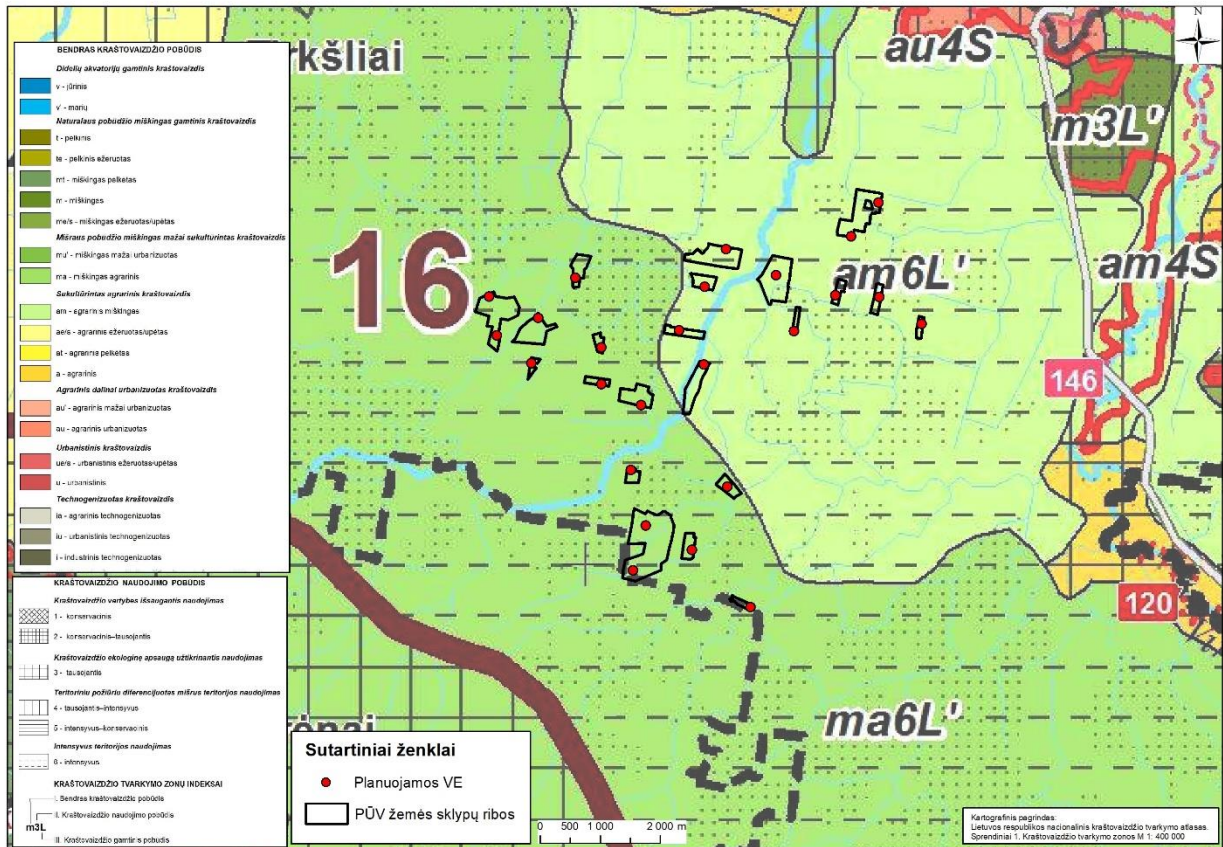 BENDRAS KRAŠTOVAIZDŽIO POBŪDIS
Didelių akvatorijų gamtinis kraštovaizdis
v - jūrinis
v' - marių
Natūralaus pobūdžio miškingas gamtinis kraštovaizdis
t - pelkinis
te - pelkinis ežeruotas
mt - miškingas pelkėtas
m - miškingas
me/s - miškingas ežeruotas/upėtas
Mišraus pobūdžio miškingas mažai sukultūrintas kraštovaizdis
mu' - miškingas mažai urbanizuotas
ma - miškingas agrarinis
Sukultūrintas agrarinis kraštovaizdis
am - agrarinis miškingas
ae/s - agrarinis ežeruotas/upėtas
at - agrarinis pelkėtas
a - agrarinis
Agrarinis dalinai urbanizuotas kraštovaizdis
au' - agrarinis mažai urbanizuotas
au - agrarinis urbanizuotas
Urbanistinis kraštovaizdis
ue/s - urbanistinis ežeruotas/upėtas
u - urbanistinis
Technogenizuotas kraštovaizdis
ia - agrarinis technogenizuotas
iu - urbanistinis technogenizuotas
i - industrinis technogenizuotas
KRAŠTOVAIZDŽIO NAUDOJIMO POBŪDIS
Kraštovaizdžio vertybes išsaugantis naudojimas
1 - konservacinis
2 - konservacinis–tausojantis
Kraštovaizdžio ekologinę apsaugą užtikrinantis naudojimas
3 - tausojantis
Teritoriniu požiūriu diferencijuotas mišrus teritorijos naudojimas
4 - tausojantis–intensyvus
5 - intensyvus–konservacinis
Intensyvus teritorijos naudojimas
6 - intensyvus
KRAŠTOVAIZDŽIO TVARKYMO ZONŲ INDEKSAI
I. Bendras kraštovaizdžio pobūdis
II. Kraštovaizdžio naudojimo pobūdis
m3L
III. Kraštovaizdžio gamtinis pobūdis
rkšliai
au4S
N
m3L'
16
am6L'
am4S
146
120
ma6L'
ėnai
Sutartiniai ženklai
Planuojamos VE
PŪV žemės sklypų ribos
0 500 1 000 2 000 m
Kartografinis pagrindas:
Lietuvos respublikos nacionalinis kraštovaizdžio tvarkymo atlasas.
Sprendiniai 1. Kraštovaizdžio tvarkymo zonos M 1: 400 000